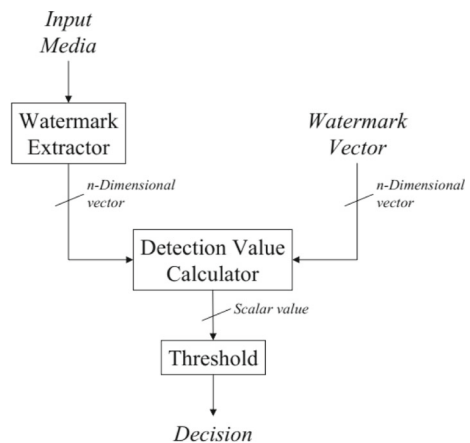 Input
Media
Watermark
Extractor
Watermark
Vector
n-Dimensional
vector
n-Dimensional
vector
Detection Value
Calculator
Scalar value
Threshold
Decision